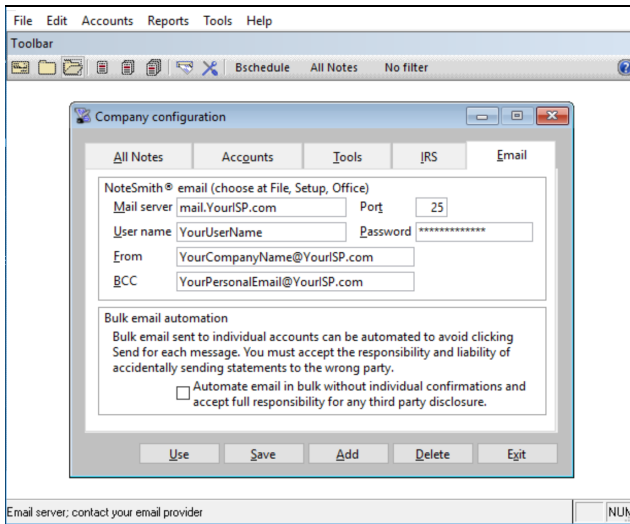 File Edit Accounts Reports Tools Help
Toolbar
Bschedule All Notes No filter
Company configuration
All Notes Accounts Tools IRS Email
NoteSmith® email (choose at File, Setup, Office)
Mail server mail.YourISP.com Port 25
User name YourUserName Password *************
From YourCompanyName@YourISP.com
BCC YourPersonalEmail@YourISP.com
Bulk email automation
Bulk email sent to individual accounts can be automated to avoid clicking
Send for each message. You must accept the responsibility and liability of
accidentally sending statements to the wrong party.
Automate email in bulk without individual confirmations and
accept full responsibility for any third party disclosure.
Use Save Add Delete Exit
Email server; contact your email provider